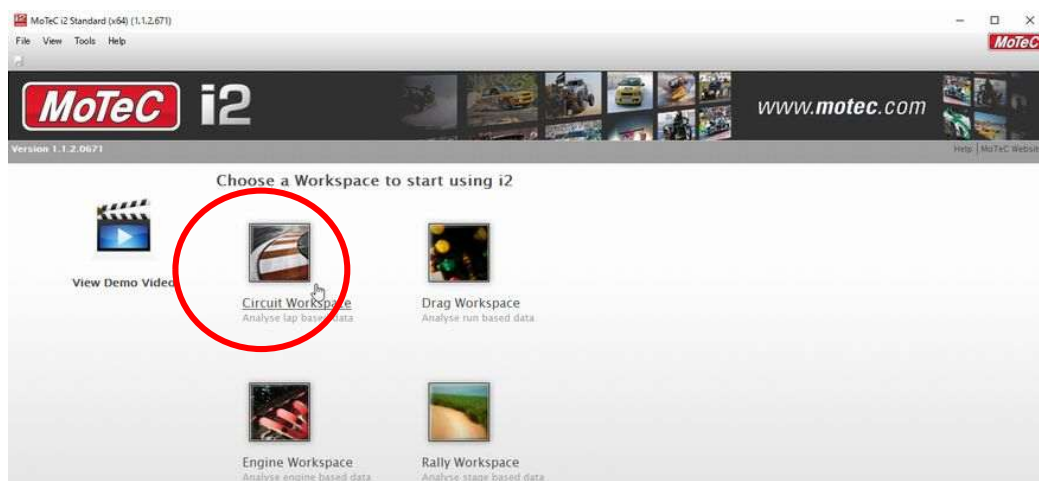 MoTeC i2 Standard (x64) (1.1.2.671)
File View Tools Help
MoTeC
MoTeC i2 www.motec.com
Version 1.1.2.0671 Help | MoTeC Website
Choose a Workspace to start using i2
View Demo Video
Circuit Workspace Drag Workspace
Analyse lap based data Analyse run based data
Engine Workspace Rally Workspace
Analyse engine based data Analyse stage based data